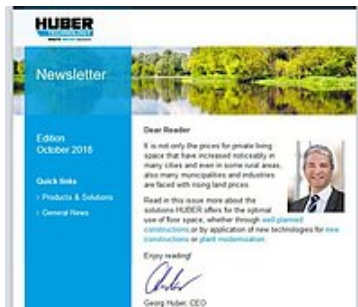 HUBER
TECHNOLOGY
WASTE WATER Solutions
Newsletter
Edition
October 2018
Quick links
› Products & Solutions
› General News
Dear Reader
It is not only the prices for private living
space that have increased noticeably in
many cities and even in some rural areas,
also many municipalities and industries
are faced with rising land prices.
Read in this issue more about the
solutions HUBER offers for the optimal
use of floor space, whether through well planned
constructions or by application of new technologies for new
constructions or plant modernisation.
Enjoy reading!
Georg Huber, CEO